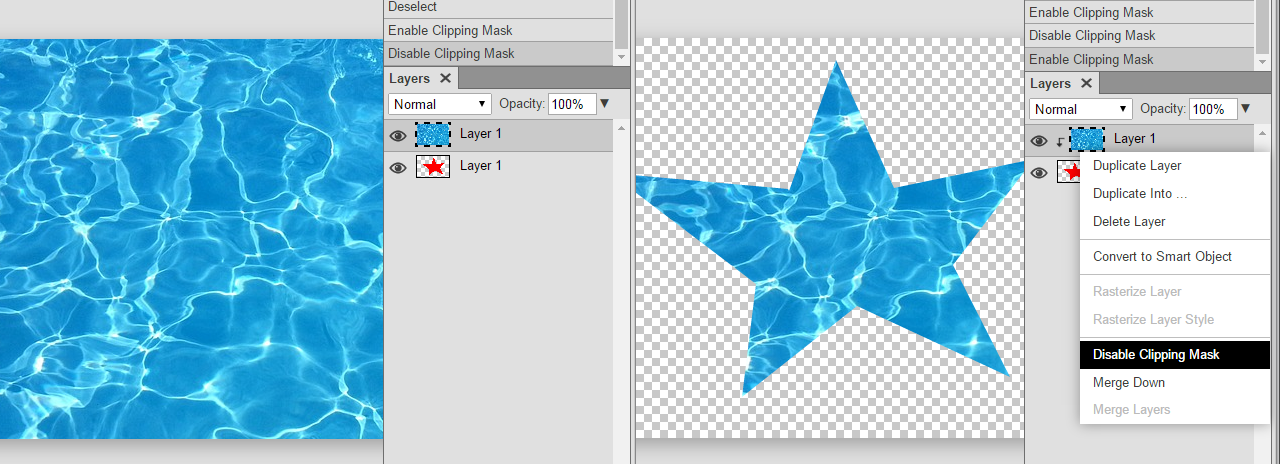 Deselect
Enable Clipping Mask
Disable Clipping Mask
Layers
Normal Opacity: 100%
Layer 1
Layer 1
Enable Clipping Mask
Disable Clipping Mask
Enable Clipping Mask
Layers
Normal Opacity: 100%
Layer 1
Duplicate Layer
Duplicate Into ...
Delete Layer
Convert to Smart Object
Rasterize Layer
Rasterize Layer Style
Disable Clipping Mask
Merge Down
Merge Layers